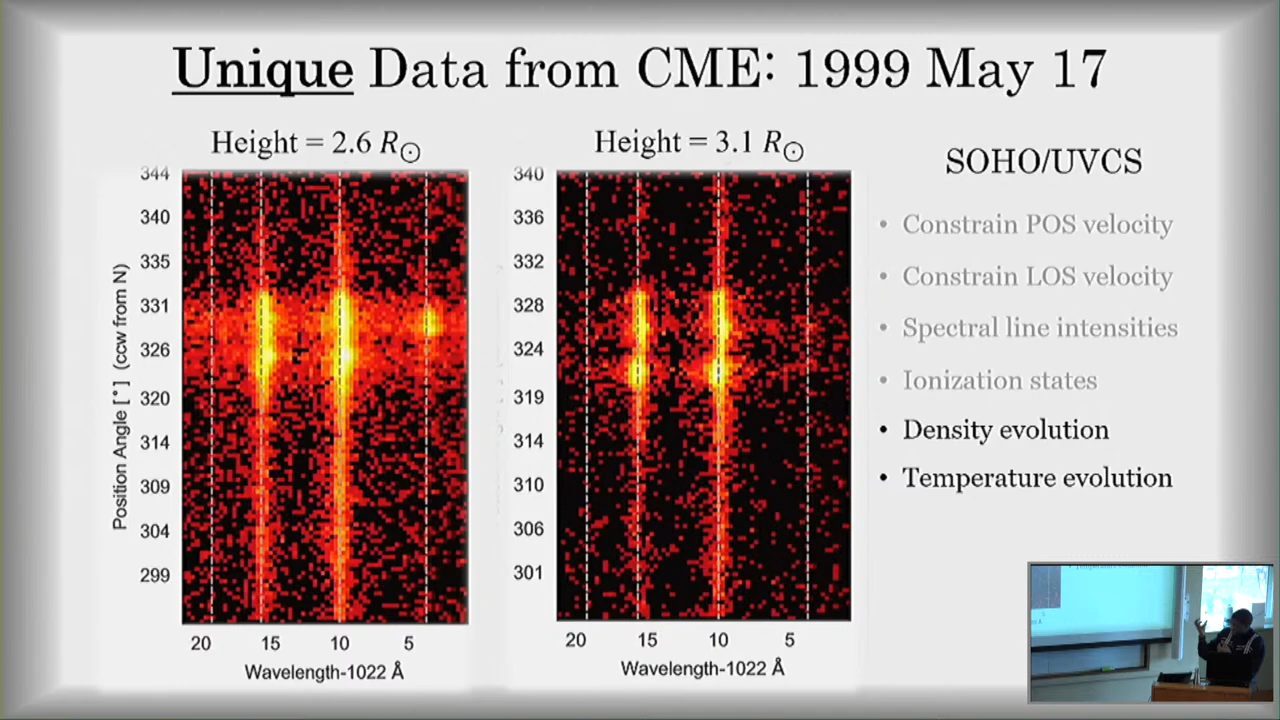 Unique Data from CME: 1999 May 17
Height = 2.6 R☉
Height = 3.1 R☉
SOHO/UVCS
• Constrain POS velocity
• Constrain LOS velocity
• Spectral line intensities
• Ionization states
• Density evolution
• Temperature evolution
Position Angle [°] (ccw from N)
344
340
335
331
326
320
314
309
304
299
20 15 10 5
Wavelength-1022 Å
340
336
332
328
324
319
314
310
306
301
20 15 10 5
Wavelength-1022 Å